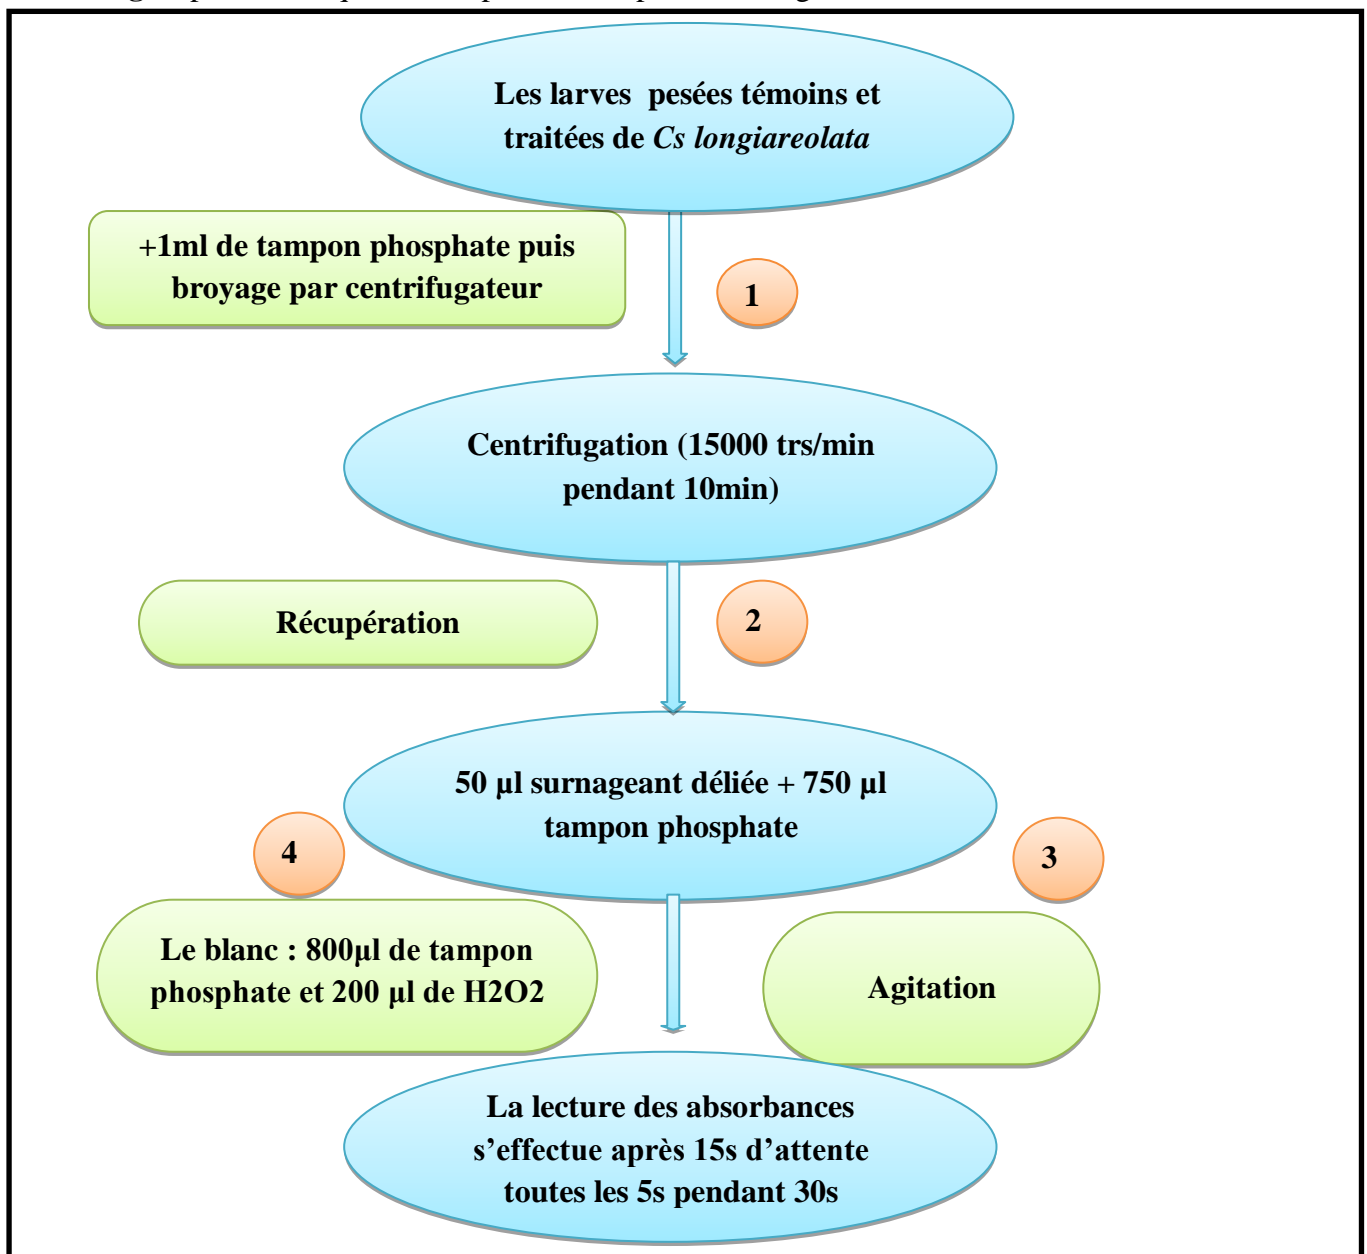 Les larves pesées témoins et
traitées de Cs longiareolata
+1ml de tampon phosphate puis
broyage par centrifugateur
1
Centrifugation (15000 trs/min
pendant 10min)
Récupération
2
50 µl surnageant déliée + 750 µl
tampon phosphate
4
3
Le blanc : 800µl de tampon
phosphate et 200 µl de H2O2
Agitation
La lecture des absorbances
s’effectue après 15s d’attente
toutes les 5s pendant 30s